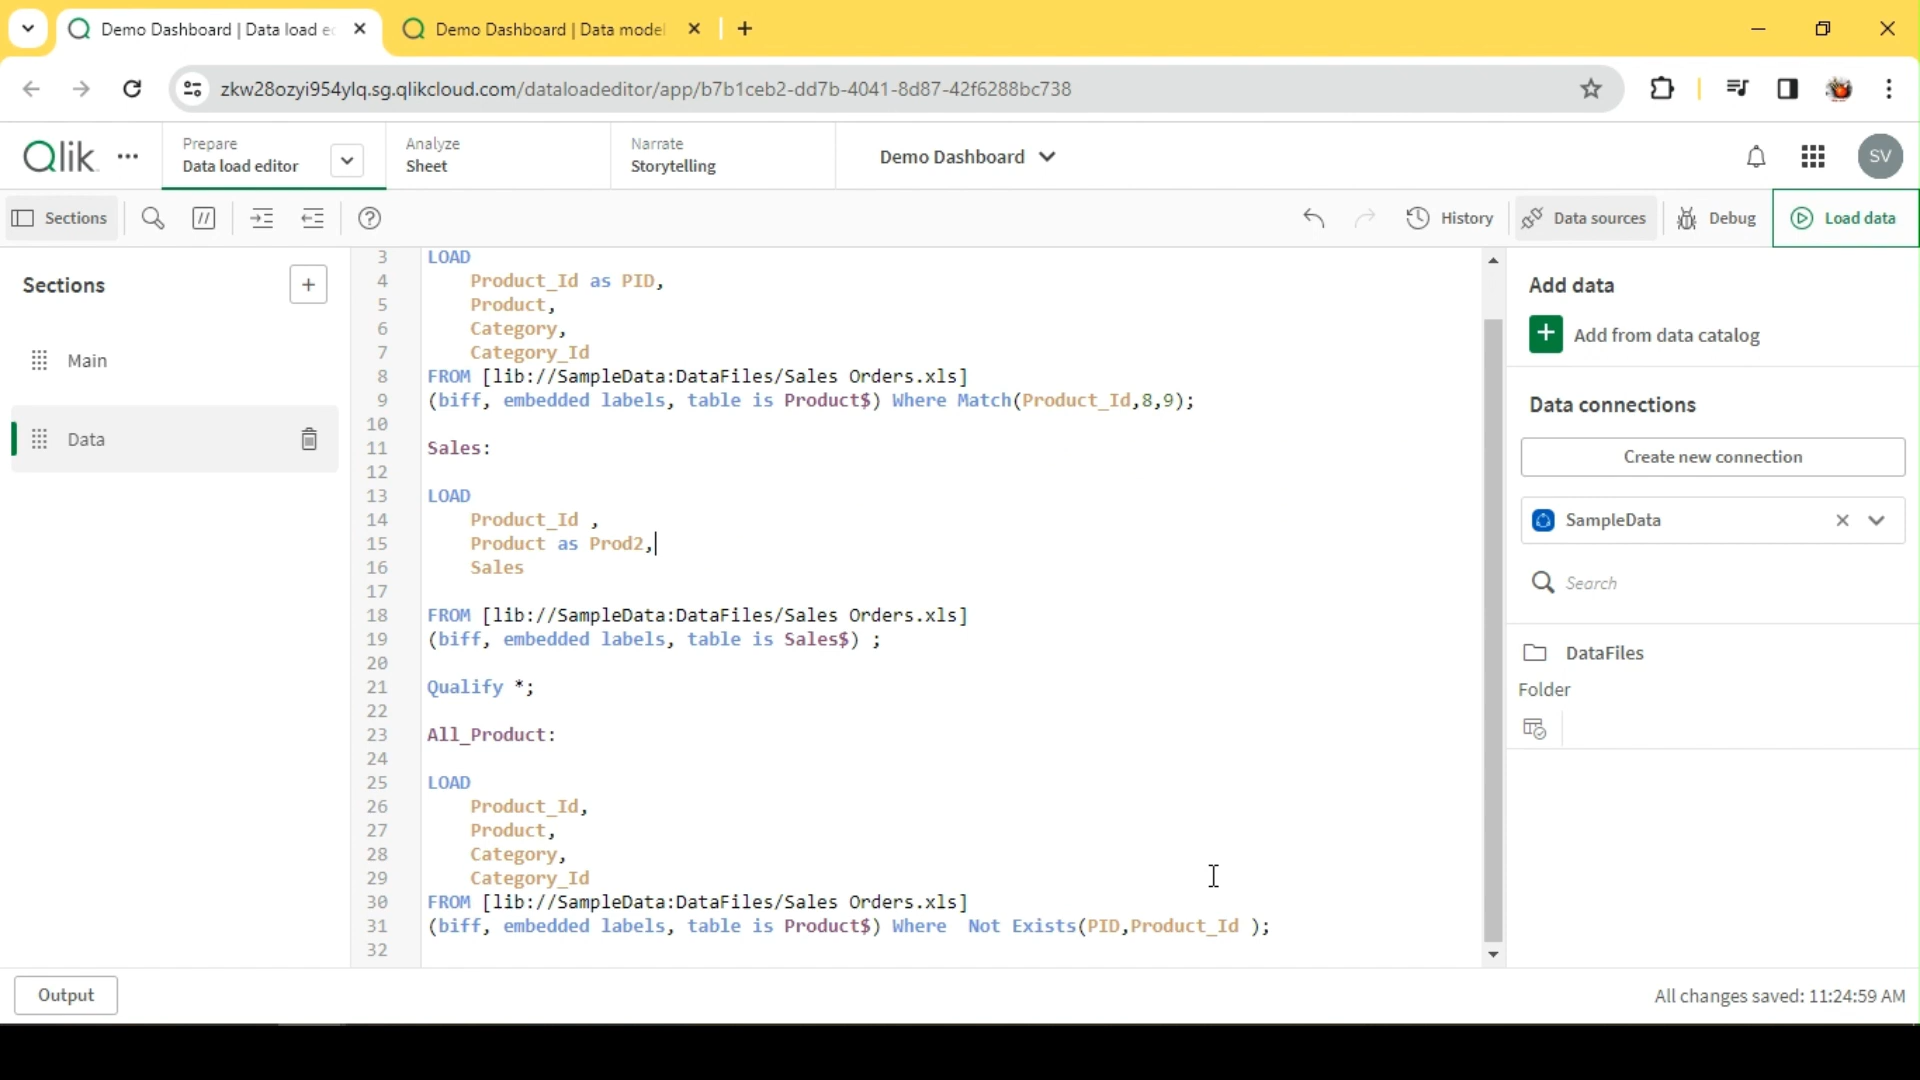 Demo Dashboard | Data load ec
Demo Dashboard | Data model
zkw28ozyi954ylq.sg.qlikcloud.com/dataloadeditor/app/b7b1ceb2-dd7b-4041-8d87-42f6288bc738
Qlik
Prepare
Data load editor
Analyze
Sheet
Narrate
Storytelling
Demo Dashboard
SV
Sections
//
History
Data sources
Debug
Load data
Sections
Main
Data
3 LOAD
4 Product_Id as PID,
5 Product,
6 Category,
7 Category_Id
8 FROM [lib://SampleData:DataFiles/Sales Orders.xls]
9 (biff, embedded labels, table is Product$) Where Match(Product_Id,8,9);
10
11 Sales:
12
13 LOAD
14 Product_Id ,
15 Product as Prod2,
16 Sales
17
18 FROM [lib://SampleData:DataFiles/Sales Orders.xls]
19 (biff, embedded labels, table is Sales$) ;
20
21 Qualify *;
22
23 All_Product:
24
25 LOAD
26 Product_Id,
27 Product,
28 Category,
29 Category_Id
30 FROM [lib://SampleData:DataFiles/Sales Orders.xls]
31 (biff, embedded labels, table is Product$) Where  Not Exists(PID,Product_Id );
32
Add data
Add from data catalog
Data connections
Create new connection
SampleData
Search
DataFiles
Folder
Output
All changes saved: 11:24:59 AM